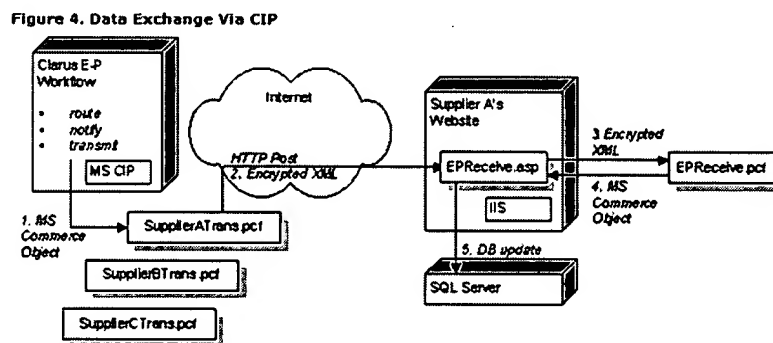 Figure 4. Data Exchange Via CIP
Clarus E-P
Workflow
• route
• notify
• transmit
MS CIP
Internet
HTTP Post
2. Encrypted XML
Supplier A's
Website
EPReceive.asp
IIS
3. Encrypted
XML
EPReceive.pcf
4. MS
Commerce
Object
1. MS
Commerce
Object
SupplierATrans.pcf
5. DB update
SQL Server
SupplierBTrans.pcf
SupplierCTrans.pcf